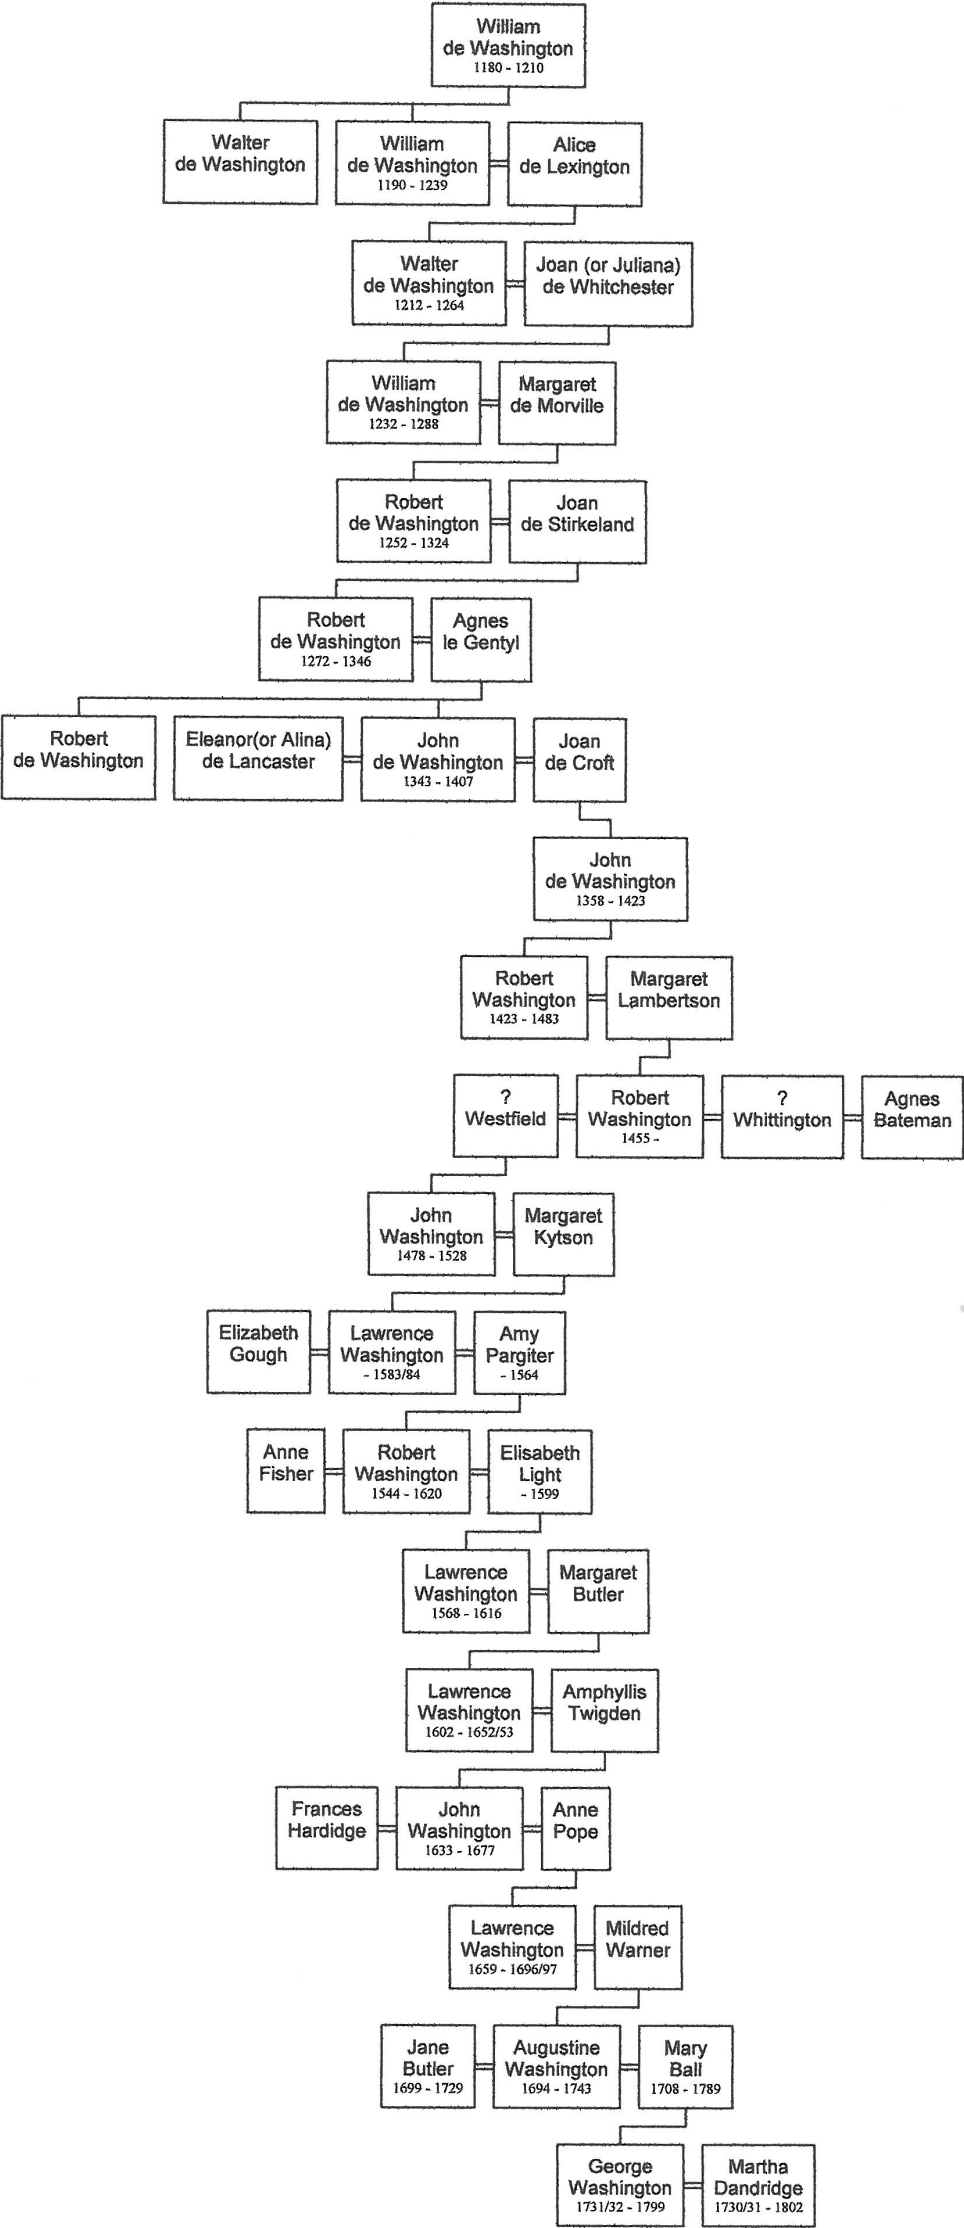 William
de Washington
1180 - 1210
Walter
de Washington
William
de Washington
1190 - 1239
Alice
de Lexington
Walter
de Washington
1212 - 1264
Joan (or Juliana)
de Whitchester
William
de Washington
1232 - 1288
Margaret
de Morville
Robert
de Washington
1252 - 1324
Joan
de Stirkeland
Robert
de Washington
1272 - 1346
Agnes
le Gentyl
Robert
de Washington
Eleanor(or Alina)
de Lancaster
John
de Washington
1343 - 1407
Joan
de Croft
John
de Washington
1358 - 1423
Robert
Washington
1423 - 1483
Margaret
Lambertson
?
Westfield
Robert
Washington
1455 -
?
Whittington
Agnes
Bateman
John
Washington
1478 - 1528
Margaret
Kytson
Elizabeth
Gough
Lawrence
Washington
- 1583/84
Amy
Pargiter
- 1564
Anne
Fisher
Robert
Washington
1544 - 1620
Elisabeth
Light
- 1599
Lawrence
Washington
1568 - 1616
Margaret
Butler
Lawrence
Washington
1602 - 1652/53
Amphyllis
Twigden
Frances
Hardidge
John
Washington
1633 - 1677
Anne
Pope
Lawrence
Washington
1659 - 1696/97
Mildred
Warner
Jane
Butler
1699 - 1729
Augustine
Washington
1694 - 1743
Mary
Ball
1708 - 1789
George
Washington
1731/32 - 1799
Martha
Dandridge
1730/31 - 1802